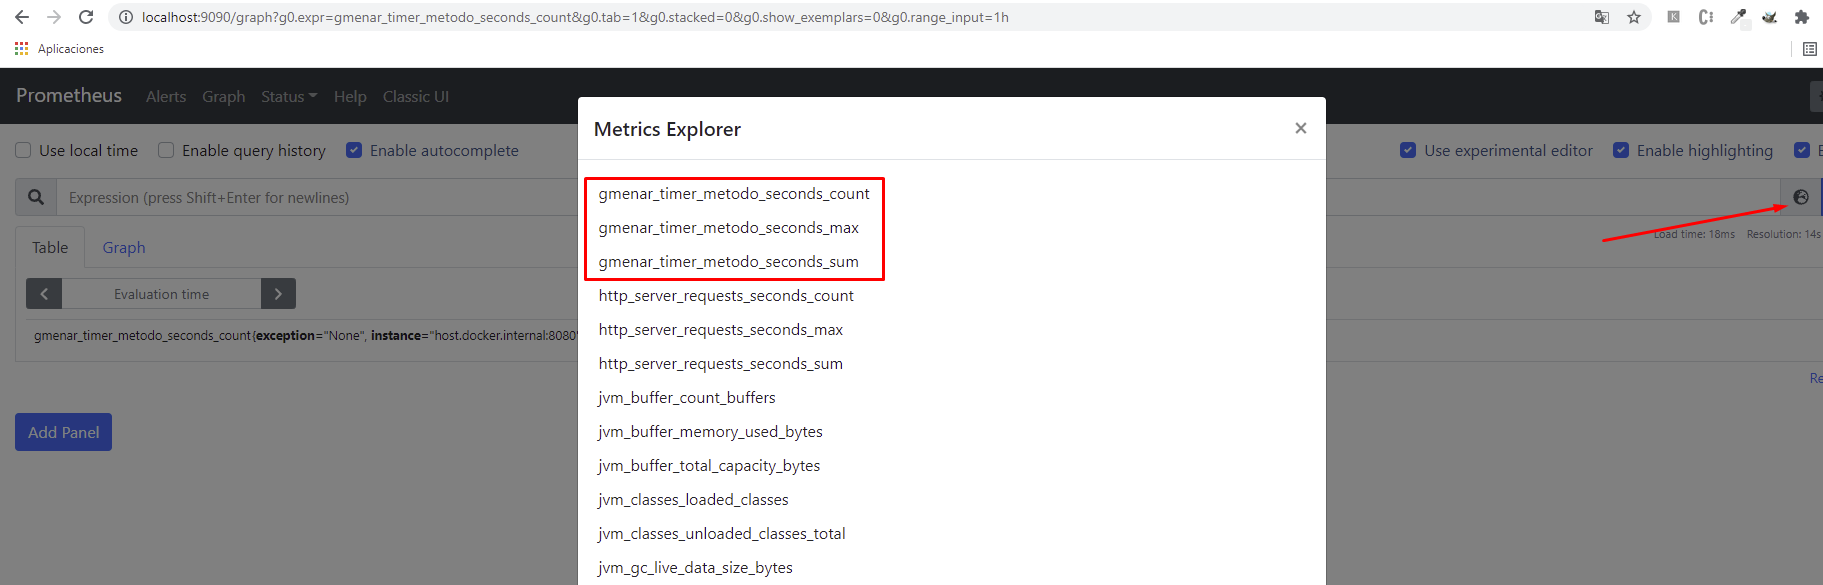 localhost:9090/graph?g0.expr=gmenar_timer_metodo_seconds_count&g0.tab=1&g0.stacked=0&g0.show_exemplars=0&g0.range_input=1h
Aplicaciones
Prometheus Alerts Graph Status Help Classic UI
Metrics Explorer ×
Use local time Enable query history Enable autocomplete Use experimental editor Enable highlighting
Expression (press Shift+Enter for newlines)
Load time: 18ms Resolution: 14s
Table Graph
Evaluation time
gmenar_timer_metodo_seconds_count{exception="None", instance="host.docker.internal:8080"
Add Panel
gmenar_timer_metodo_seconds_count
gmenar_timer_metodo_seconds_max
gmenar_timer_metodo_seconds_sum
http_server_requests_seconds_count
http_server_requests_seconds_max
http_server_requests_seconds_sum
jvm_buffer_count_buffers
jvm_buffer_memory_used_bytes
jvm_buffer_total_capacity_bytes
jvm_classes_loaded_classes
jvm_classes_unloaded_classes_total
jvm_gc_live_data_size_bytes